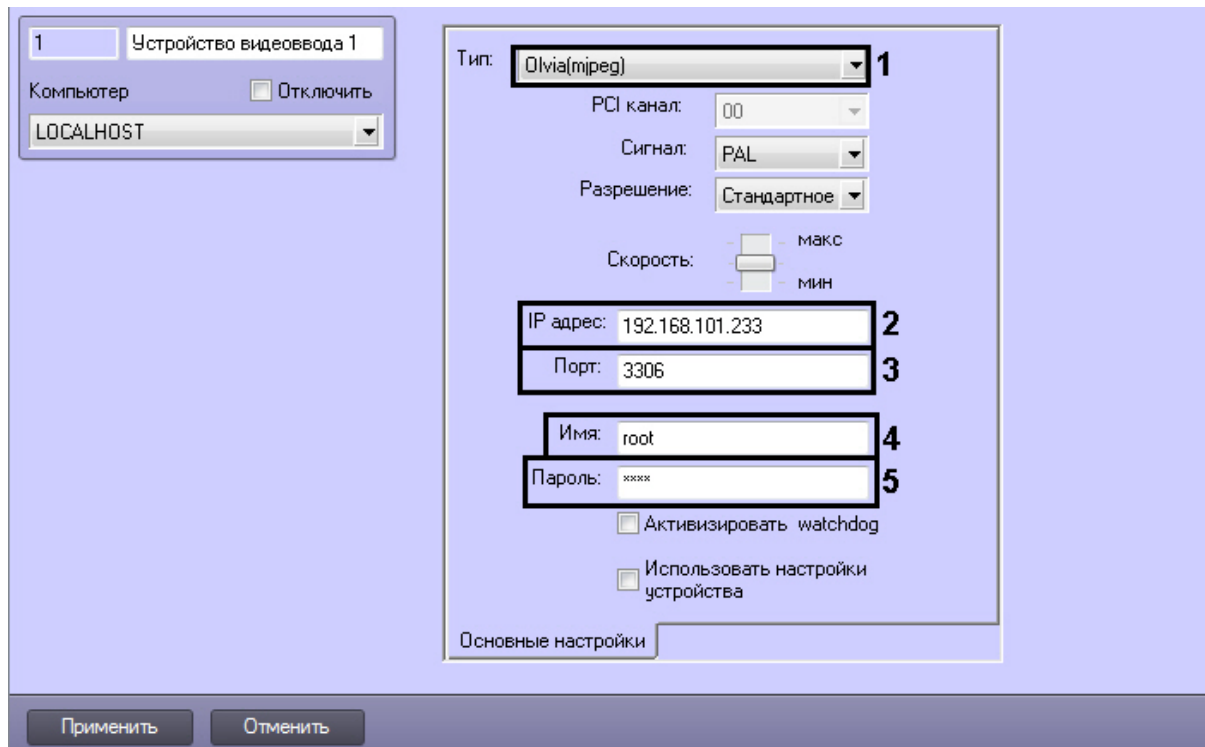 1 Устройство видеоввода 1
Компьютер Отключить
LOCALHOST
Тип: Olvia(mjpeg) 1
PCI канал: 00
Сигнал: PAL
Разрешение: Стандартное
макс
Скорость:
мин
IP адрес: 192.168.101.233 2
Порт: 3306 3
Имя: root 4
Пароль: **** 5
Активизировать watchdog
Использовать настройки
устройства
Основные настройки
Применить Отменить